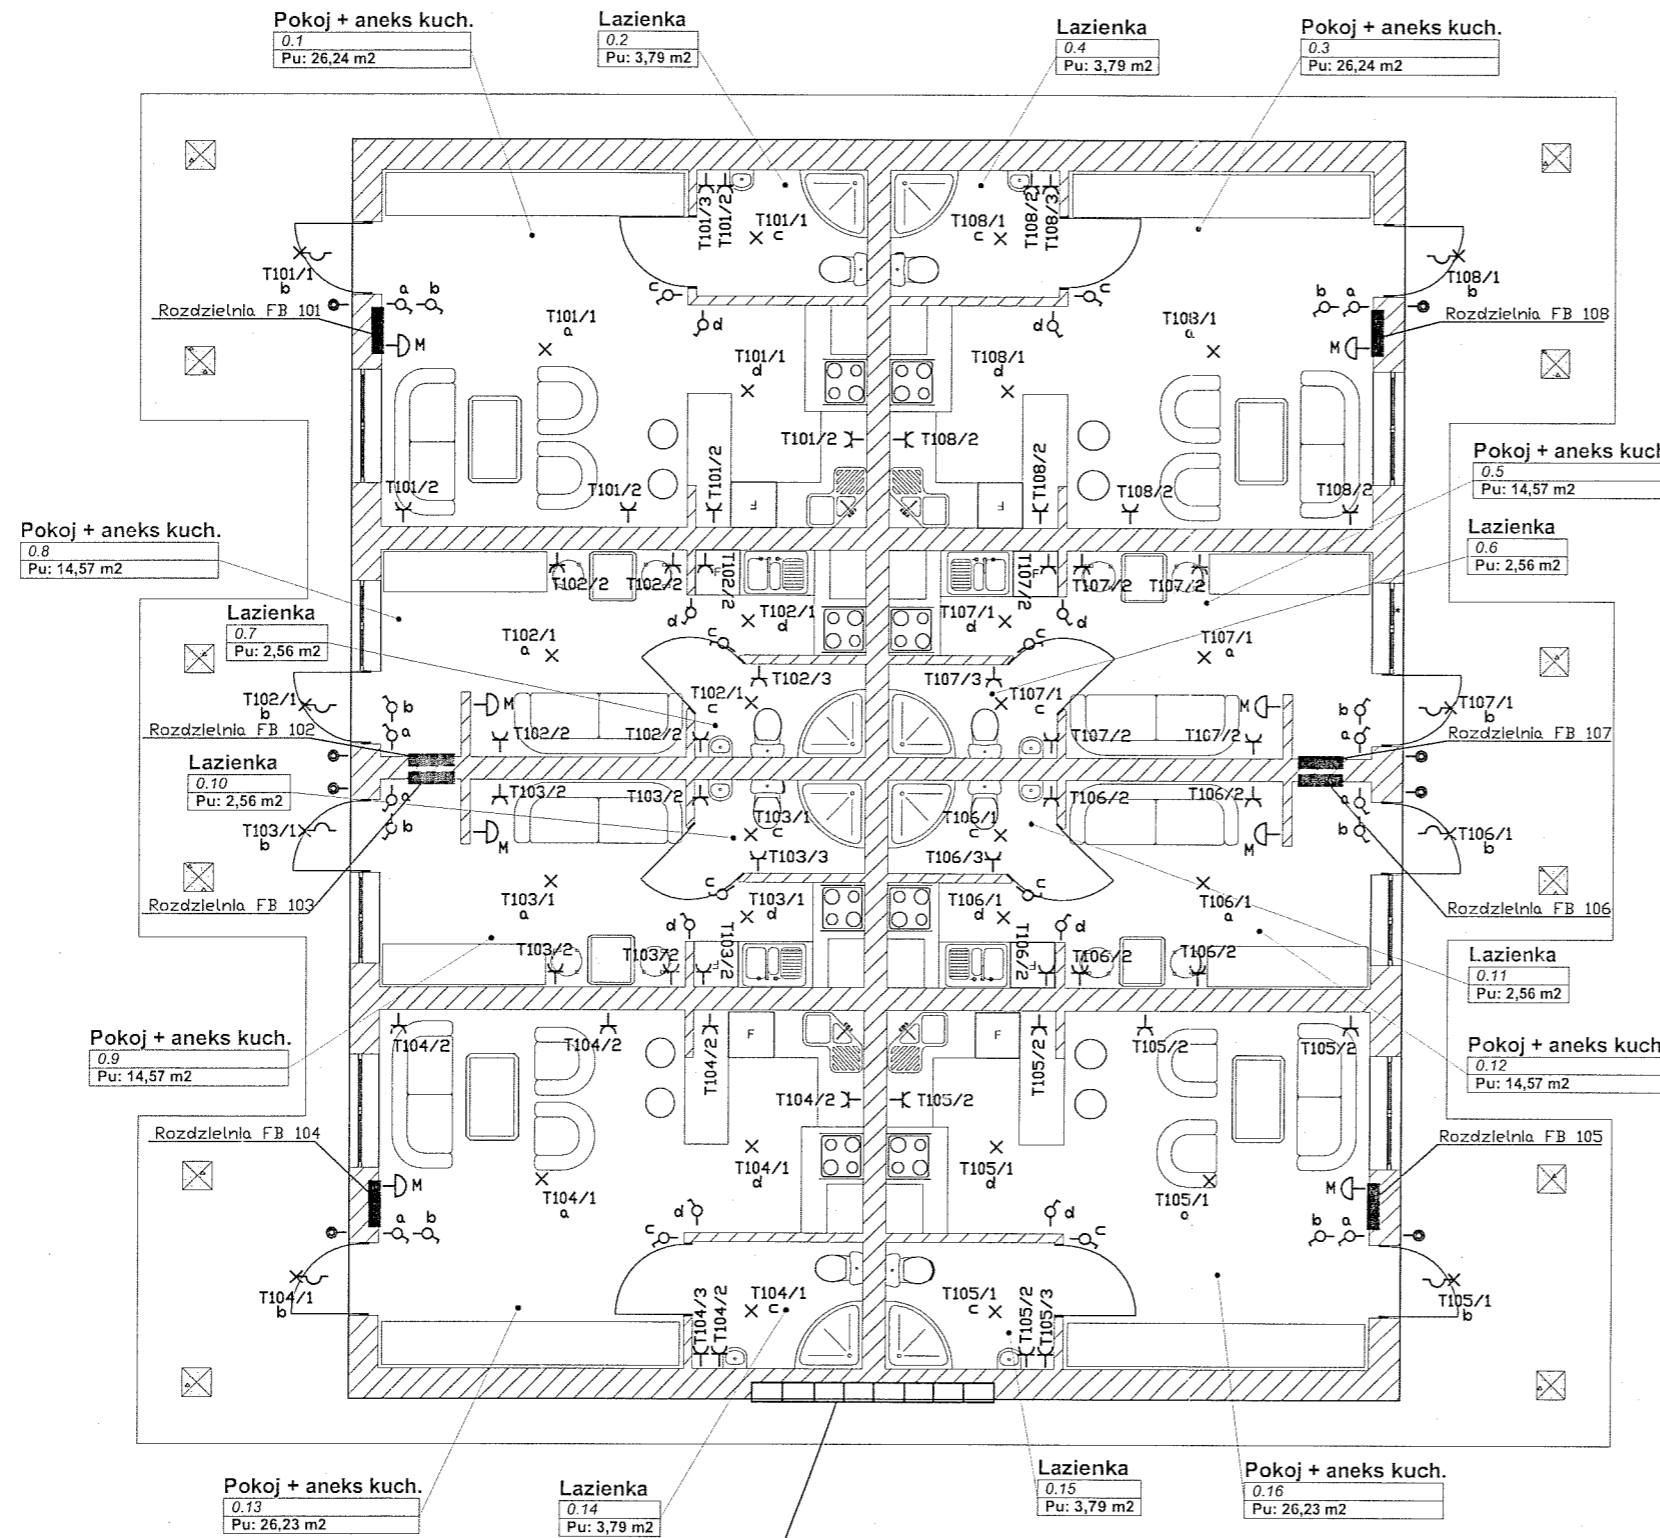 Pokoj + aneks kuch.
0.1
Pu: 26,24 m2
Lazienka
0.2
Pu: 3,79 m2
Lazienka
0.4
Pu: 3,79 m2
Pokoj + aneks kuch.
0.3
Pu: 26,24 m2
T101/3
T101/2
T101/1
c
T108/1
c
T108/2
T108/3
T101/1
b
a
b
c
d
Rozdzielnia FB 101
M
T101/1
a
T101/1
d
T108/1
d
d
c
T108/1
a
b
a
T108/1
b
M
Rozdzielnia FB 108
T101/2
T108/2
T101/2
T101/2
T101/2
F
F
T108/2
T108/2
T108/2
Pokoj + aneks kuch
0.5
Pu: 14,57 m2
Pokoj + aneks kuch.
0.8
Pu: 14,57 m2
Lazienka
0.6
Pu: 2,56 m2
T102/2
T102/2
F
T102/2
T107/2
F
T107/2
T107/2
Lazienka
0.7
Pu: 2,56 m2
T102/1
a
d
T102/1
d
c
T107/1
d
d
c
T107/1
a
T102/3
T107/3
T102/1
c
T107/1
c
T102/1
b
b
a
M
T102/2
T102/2
T107/2
T107/2
M
b
a
T107/1
b
Rozdzielnia FB 102
Rozdzielnia FB 107
Lazienka
0.10
Pu: 2,56 m2
T103/1
b
a
b
M
T103/2
T103/2
T103/1
c
T106/1
c
T106/2
T106/2
M
a
b
T106/1
b
T103/3
T106/3
c
c
T103/1
a
T103/1
d
d
T106/1
d
d
T106/1
a
Rozdzielnia FB 103
Rozdzielnia FB 106
T103/2
T103/2
F
T103/2
T106/2
F
T106/2
T106/2
Lazienka
0.11
Pu: 2,56 m2
Pokoj + aneks kuch.
0.9
Pu: 14,57 m2
Pokoj + aneks kuch
0.12
Pu: 14,57 m2
T104/2
T104/2
T104/2
F
F
T105/2
T105/2
T105/2
T104/2
T105/2
Rozdzielnia FB 104
Rozdzielnia FB 105
M
T104/1
a
T104/1
d
T105/1
d
T105/1
a
M
a
b
d
c
d
c
b
a
T104/1
b
T104/3
T104/2
T104/1
c
T105/1
c
T105/2
T105/3
T105/1
b
Pokoj + aneks kuch.
0.13
Pu: 26,23 m2
Lazienka
0.14
Pu: 3,79 m2
Lazienka
0.15
Pu: 3,79 m2
Pokoj + aneks kuch.
0.16
Pu: 26,23 m2